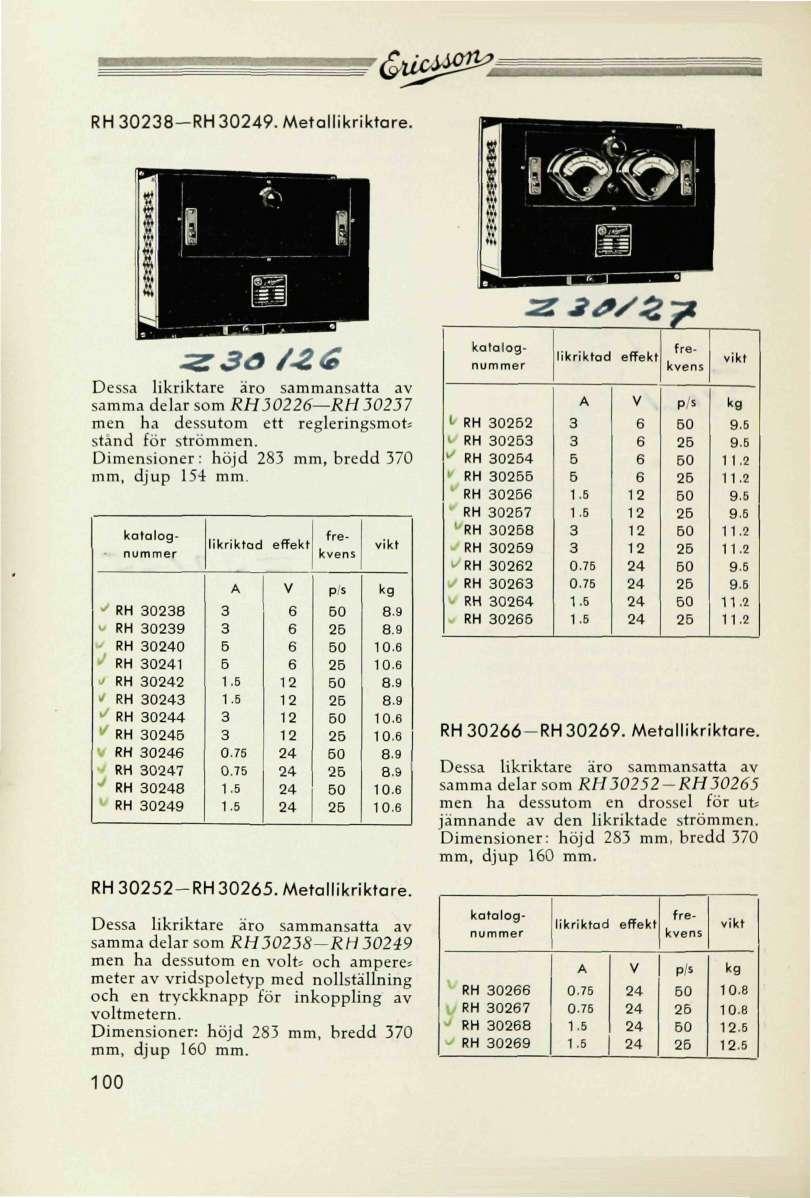 Ericsson
RH 30238—RH 30249. Metallikriktare.
Z 30126
Dessa likriktare äro sammansatta av
samma delar som RH 30226—RH 30237
men ha dessutom ett regleringsmot=
stånd för strömmen.
Dimensioner: höjd 283 mm, bredd 370
mm, djup 154 mm.
katalog-
nummer likriktad effekt fre-
kvens vikt
A V p/s kg
RH 30238 3 6 50 8.9
RH 30239 3 6 25 8.9
RH 30240 5 6 50 10.6
RH 30241 5 6 25 10.6
RH 30242 1.5 12 50 8.9
RH 30243 1.5 12 25 8.9
RH 30244 3 12 50 10.6
RH 30245 3 12 25 10.6
RH 30246 0.75 24 50 8.9
RH 30247 0.75 24 25 8.9
RH 30248 1.5 24 50 10.6
RH 30249 1.5 24 25 10.6
RH 30252—RH 30265. Metallikriktare.
Dessa likriktare äro sammansatta av
samma delar som RH 30238—RH 30249
men ha dessutom en volt= och ampere=
meter av vridspoletyp med nollställning
och en tryckknapp för inkoppling av
voltmetern.
Dimensioner: höjd 283 mm, bredd 370
mm, djup 160 mm.
100
Z 30127
katalog-
nummer likriktad effekt fre-
kvens vikt
A V p/s kg
RH 30252 3 6 50 9.5
RH 30253 3 6 25 9.5
RH 30254 5 6 50 11.2
RH 30255 5 6 25 11.2
RH 30256 1.5 12 50 9.5
RH 30257 1.5 12 25 9.5
RH 30258 3 12 50 11.2
RH 30259 3 12 25 11.2
RH 30262 0.75 24 50 9.5
RH 30263 0.75 24 25 9.5
RH 30264 1.5 24 50 11.2
RH 30265 1.5 24 25 11.2
RH 30266—RH 30269. Metallikriktare.
Dessa likriktare äro sammansatta av
samma delar som RH 30252—RH 30265
men ha dessutom en drossel för ut=
jämnande av den likriktade strömmen.
Dimensioner: höjd 283 mm, bredd 370
mm, djup 160 mm.
katalog-
nummer likriktad effekt fre-
kvens vikt
A V p/s kg
RH 30266 0.75 24 50 10.8
RH 30267 0.75 24 25 10.8
RH 30268 1.5 24 50 12.5
RH 30269 1.5 24 25 12.5